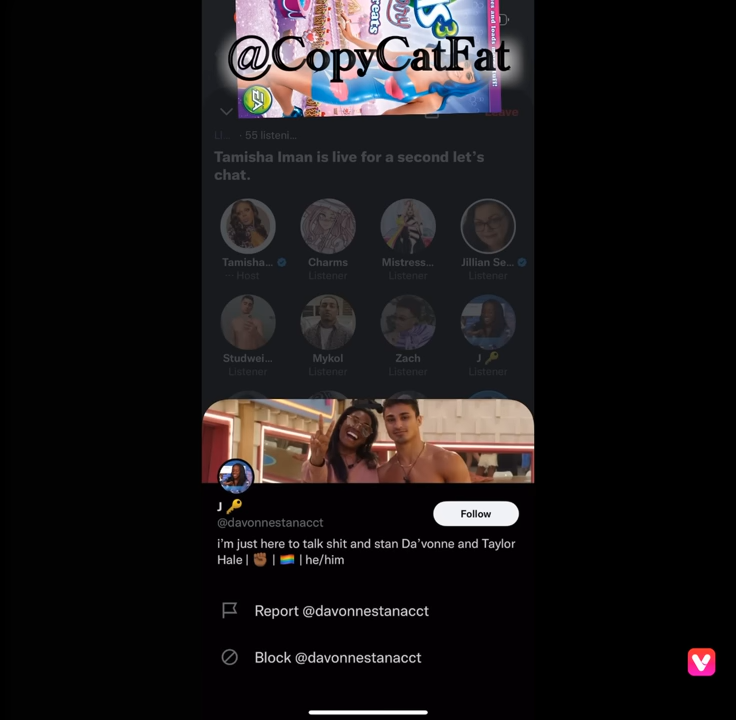 @CopyCatFat
EA
Leave
· 55 listeni...
Tamisha Iman is live for a second let's
chat.
Tamisha... Charms Mistress... Jillian Se...
Host Listener Listener Listener
Studwei... Mykol Zach J 🔑
Listener Listener Listener Listener
J 🔑
Follow
@davonnestanacct
i'm just here to talk shit and stan Da'vonne and Taylor
Hale | ✊🏾 | 🏳️‍🌈 | he/him
Report @davonnestanacct
Block @davonnestanacct